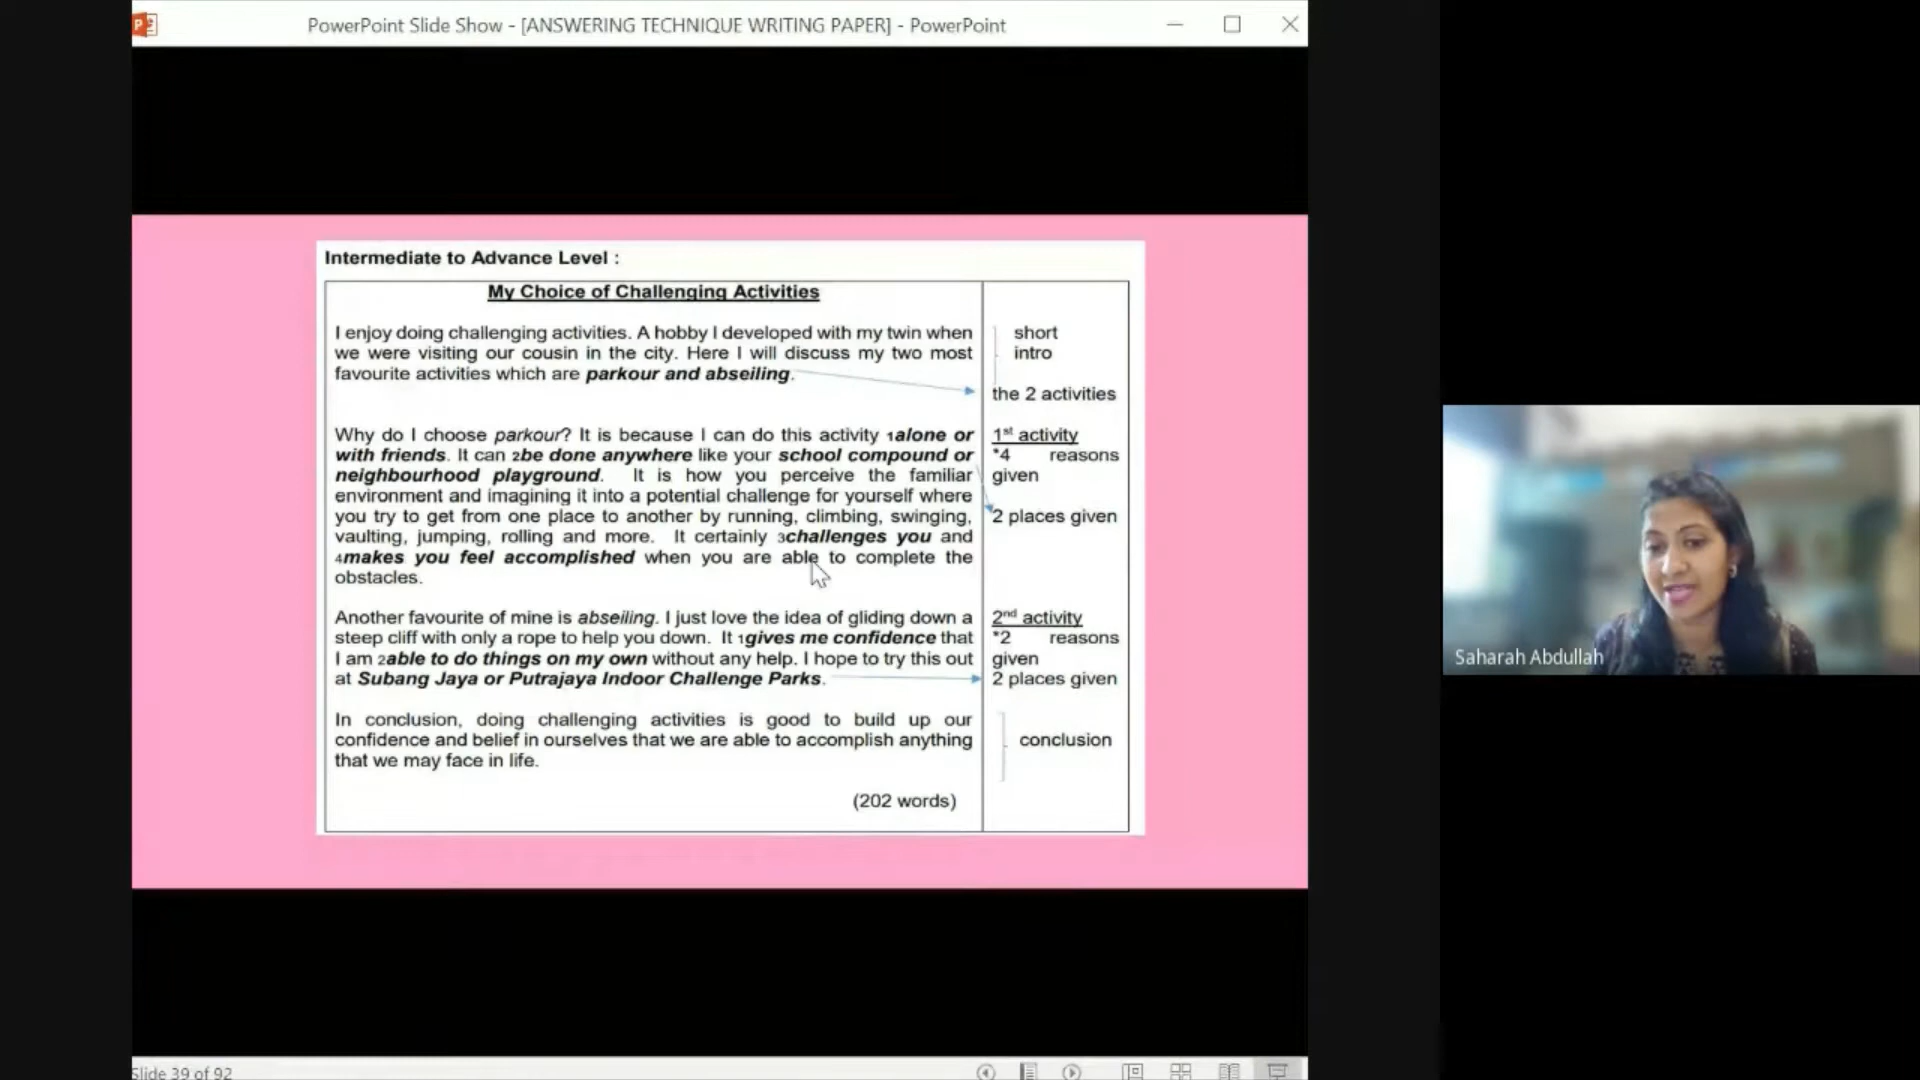 PowerPoint Slide Show - [ANSWERING TECHNIQUE WRITING PAPER] - PowerPoint
Intermediate to Advance Level :
My Choice of Challenging Activities
I enjoy doing challenging activities. A hobby I developed with my twin when
we were visiting our cousin in the city. Here I will discuss my two most
favourite activities which are parkour and abseiling.
short
intro
the 2 activities
Why do I choose parkour? It is because I can do this activity 1alone or
with friends. It can 2be done anywhere like your school compound or
neighbourhood playground. It is how you perceive the familiar
environment and imagining it into a potential challenge for yourself where
you try to get from one place to another by running, climbing, swinging,
vaulting, jumping, rolling and more. It certainly 3challenges you and
4makes you feel accomplished when you are able to complete the
obstacles.
1st activity
*4 reasons
given
2 places given
Another favourite of mine is abseiling. I just love the idea of gliding down a
steep cliff with only a rope to help you down. It 1gives me confidence that
I am 2able to do things on my own without any help. I hope to try this out
at Subang Jaya or Putrajaya Indoor Challenge Parks.
2nd activity
*2 reasons
given
2 places given
In conclusion, doing challenging activities is good to build up our
confidence and belief in ourselves that we are able to accomplish anything
that we may face in life.
conclusion
(202 words)
Saharah Abdullah
Slide 39 of 92